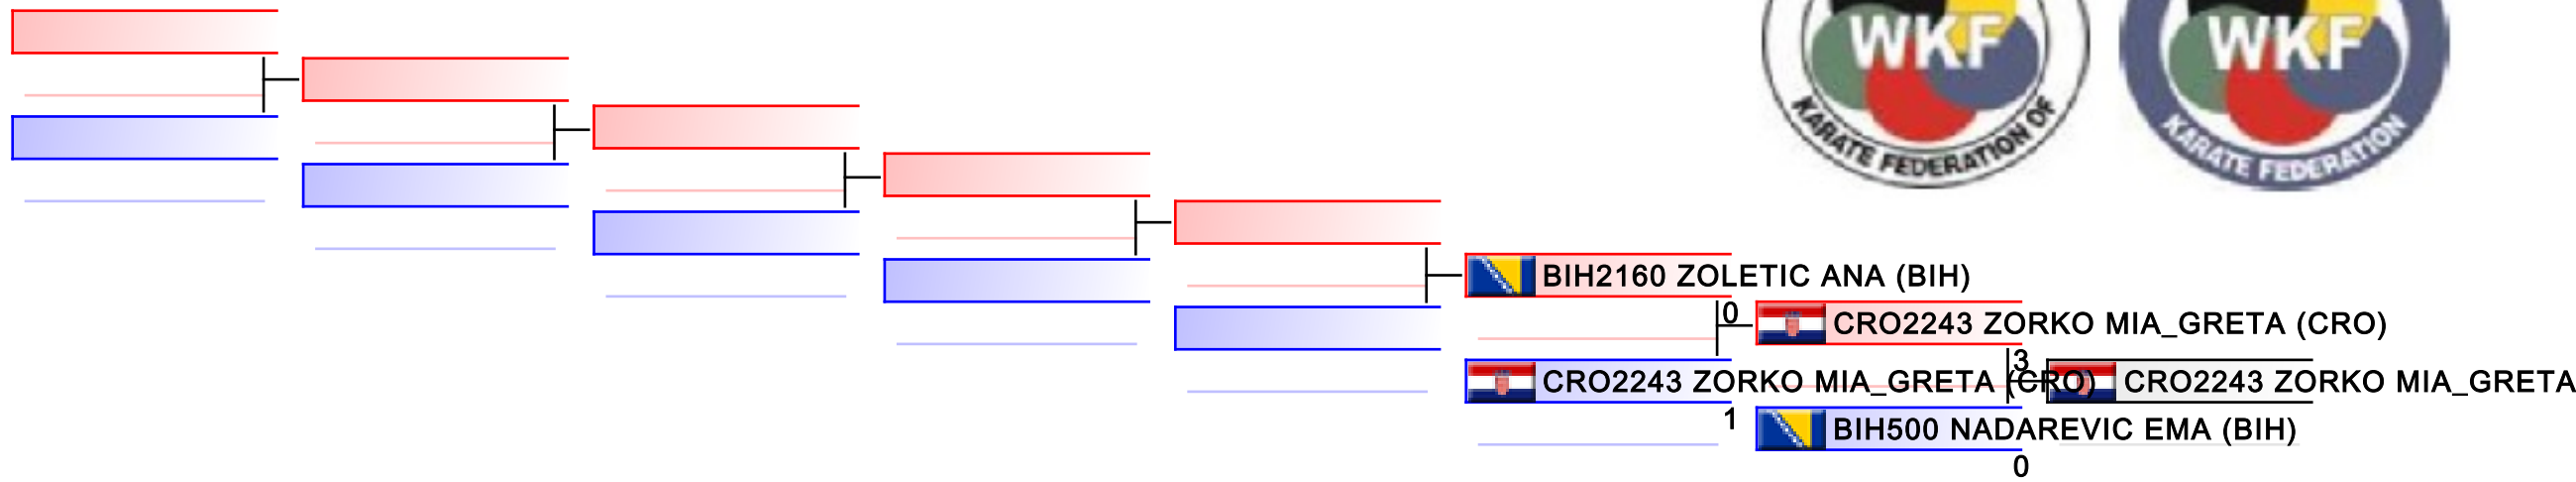 WKF
KARATE FEDERATION OF
WKF
KARATE FEDERATION
BIH2160 ZOLETIC ANA (BIH)
0
CRO2243 ZORKO MIA_GRETA (CRO)
3
CRO2243 ZORKO MIA_GRETA (CRO)
CRO2243 ZORKO MIA_GRETA
1
BIH500 NADAREVIC EMA (BIH)
0